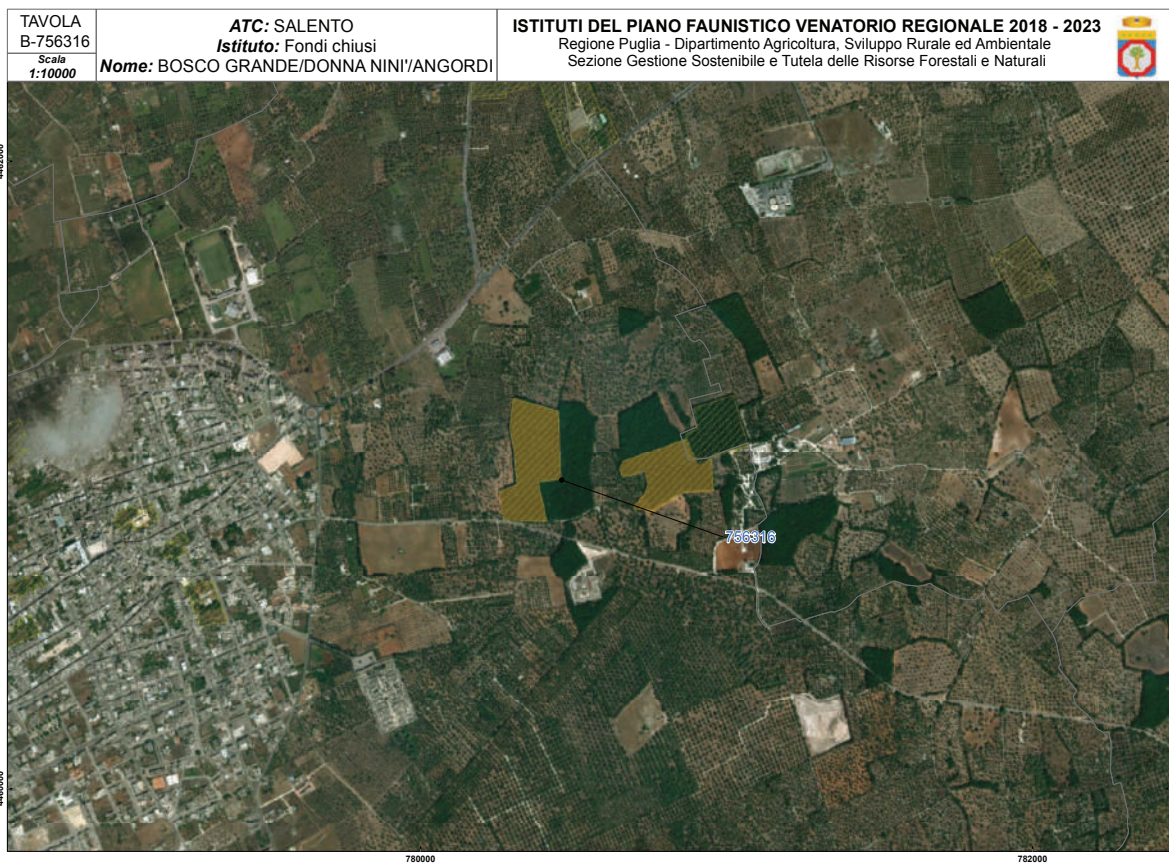 TAVOLA
B-756316
Scala
1:10000
ATC: SALENTO
Istituto: Fondi chiusi
Nome: BOSCO GRANDE/DONNA NINI'/ANGORDI
ISTITUTI DEL PIANO FAUNISTICO VENATORIO REGIONALE 2018 - 2023
Regione Puglia - Dipartimento Agricoltura, Sviluppo Rurale ed Ambientale
Sezione Gestione Sostenibile e Tutela delle Risorse Forestali e Naturali
756316
780000
782000